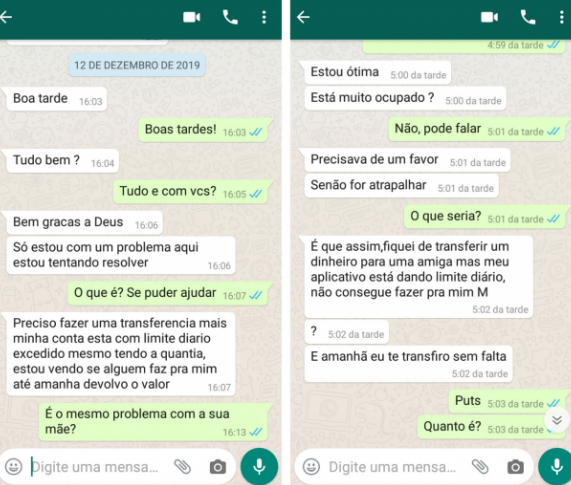 12 DE DEZEMBRO DE 2019
Boa tarde 16:03
Boas tardes! 16:03
Tudo bem ? 16:04
Tudo e com vcs? 16:05
Bem gracas a Deus 16:06
Só estou com um problema aqui
estou tentando resolver 16:06
O que é? Se puder ajudar 16:07
Preciso fazer uma transferencia mais
minha conta esta com limite diario
excedido mesmo tendo a quantia,
estou vendo se alguem faz pra mim
até amanha devolvo o valor 16:07
É o mesmo problema com a sua
mãe? 16:13
Digite uma mensa...
4:59 da tarde
Estou ótima 5:00 da tarde
Está muito ocupado ? 5:00 da tarde
Não, pode falar 5:01 da tarde
Precisava de um favor 5:01 da tarde
Senão for atrapalhar 5:01 da tarde
O que seria? 5:01 da tarde
É que assim,fiquei de transferir um
dinheiro para uma amiga mas meu
aplicativo está dando limite diário,
não consegue fazer pra mim M
5:02 da tarde
? 5:02 da tarde
E amanhã eu te transfiro sem falta
5:02 da tarde
Puts 5:03 da tarde
Quanto é? 5:03 da tarde
Digite uma mensa...